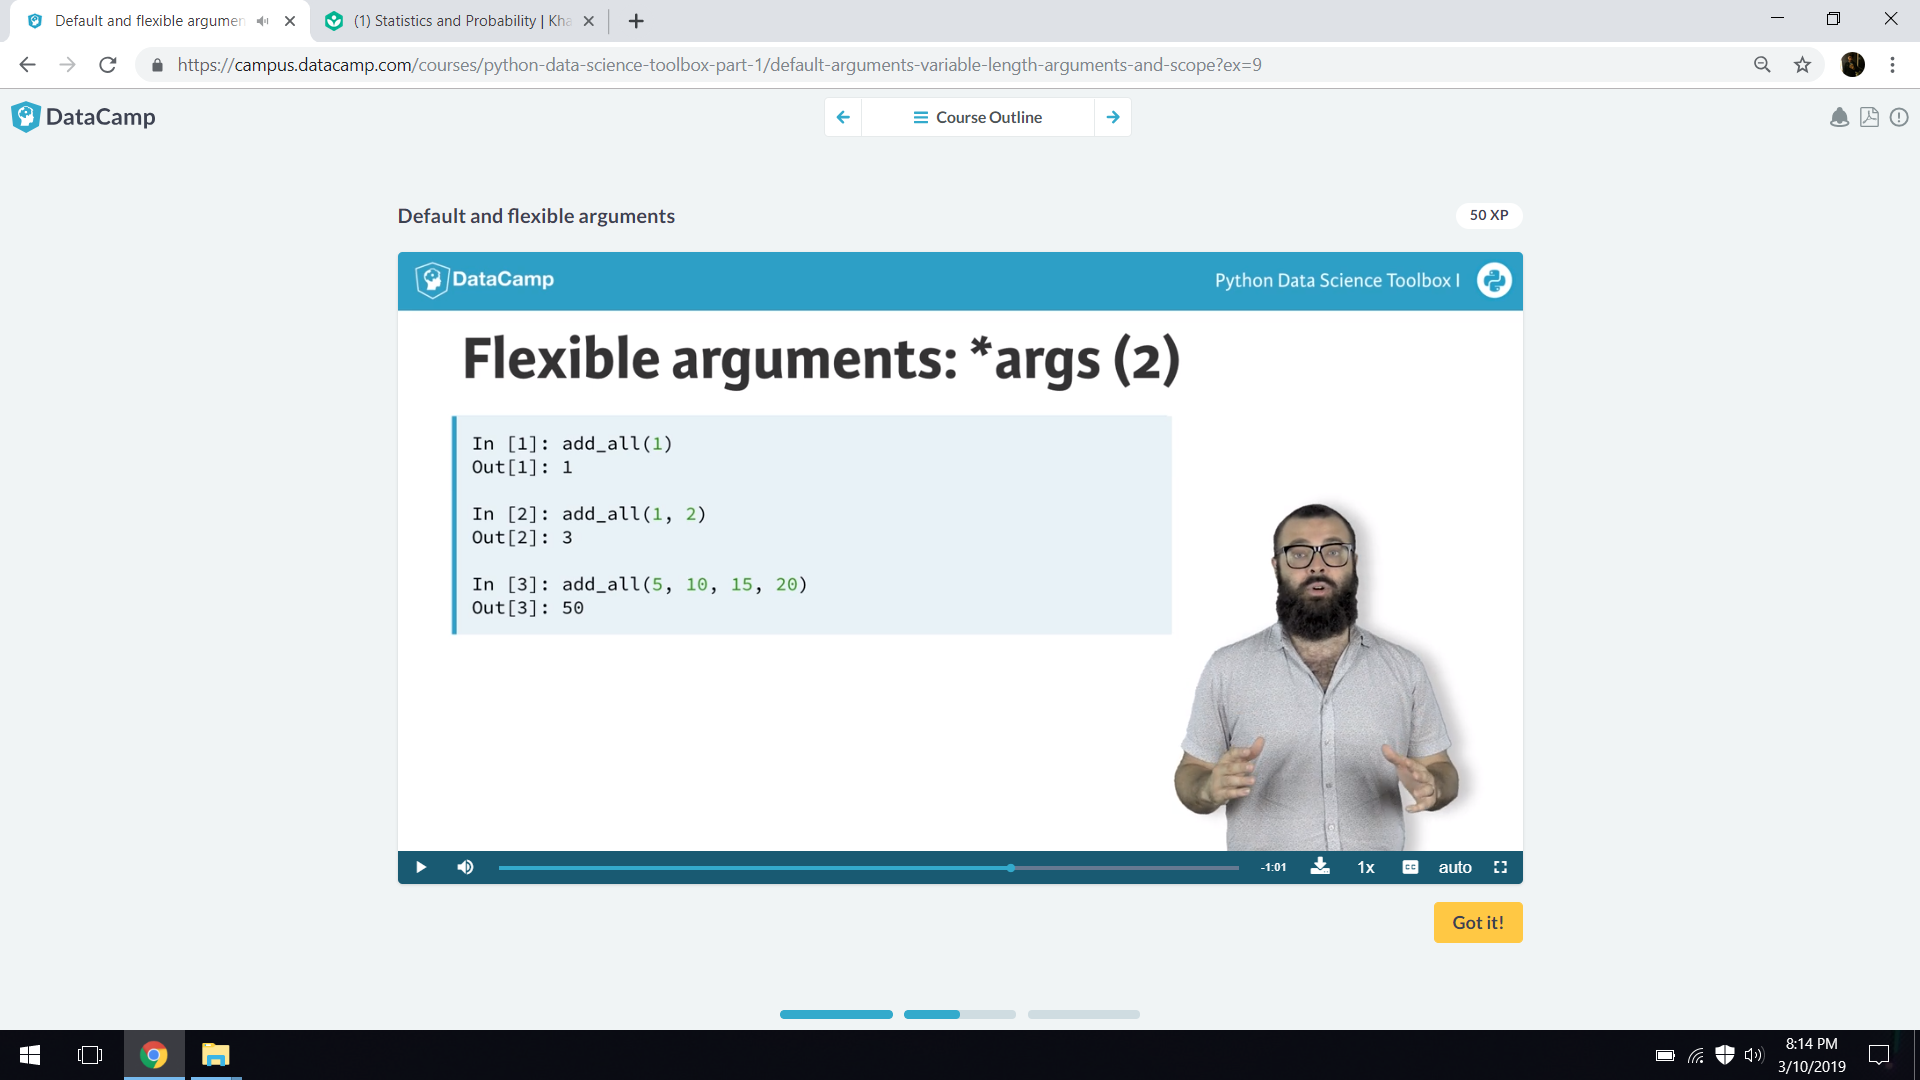 Default and flexible argumen
(1) Statistics and Probability | Kha
https://campus.datacamp.com/courses/python-data-science-toolbox-part-1/default-arguments-variable-length-arguments-and-scope?ex=9
DataCamp
Course Outline
Default and flexible arguments
50 XP
DataCamp
Python Data Science Toolbox I
Flexible arguments: *args (2)
In [1]: add_all(1)
Out[1]: 1
In [2]: add_all(1, 2)
Out[2]: 3
In [3]: add_all(5, 10, 15, 20)
Out[3]: 50
-1:01
1x
CC
auto
Got it!
8:14 PM
3/10/2019